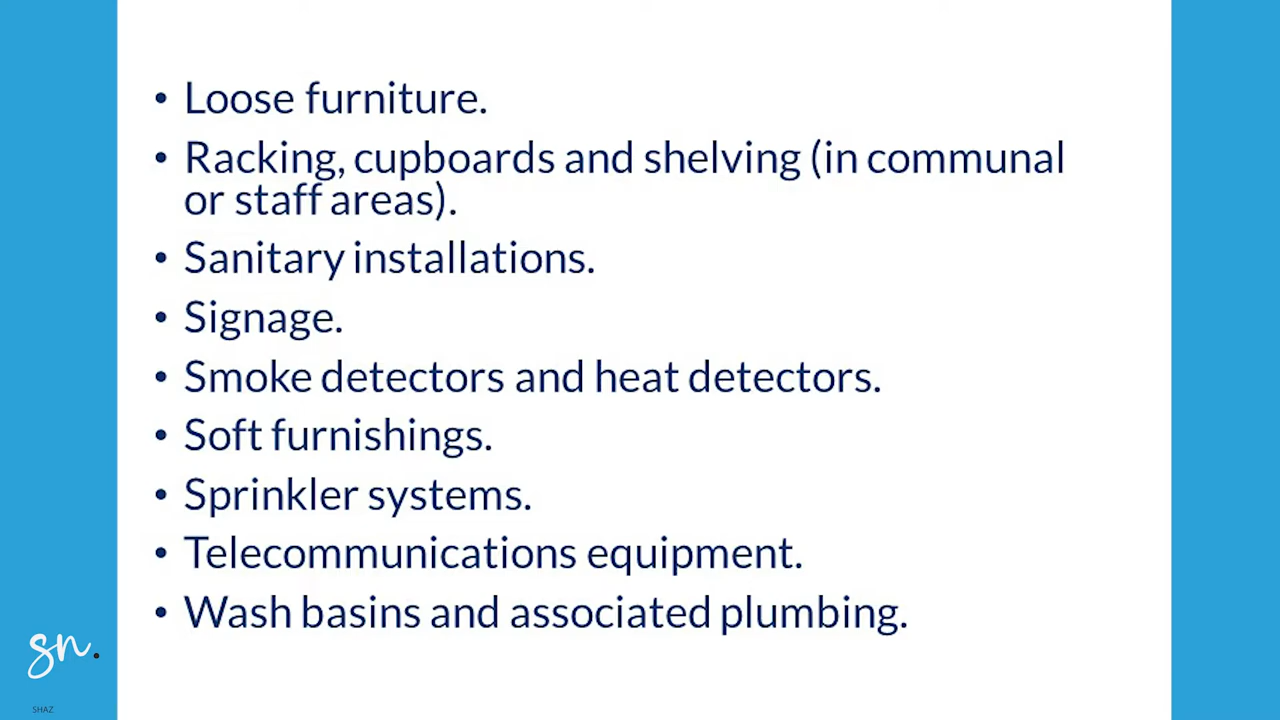 • Loose furniture.
• Racking, cupboards and shelving (in communal
or staff areas).
• Sanitary installations.
• Signage.
• Smoke detectors and heat detectors.
• Soft furnishings.
• Sprinkler systems.
• Telecommunications equipment.
• Wash basins and associated plumbing.
sn.
SHAZ